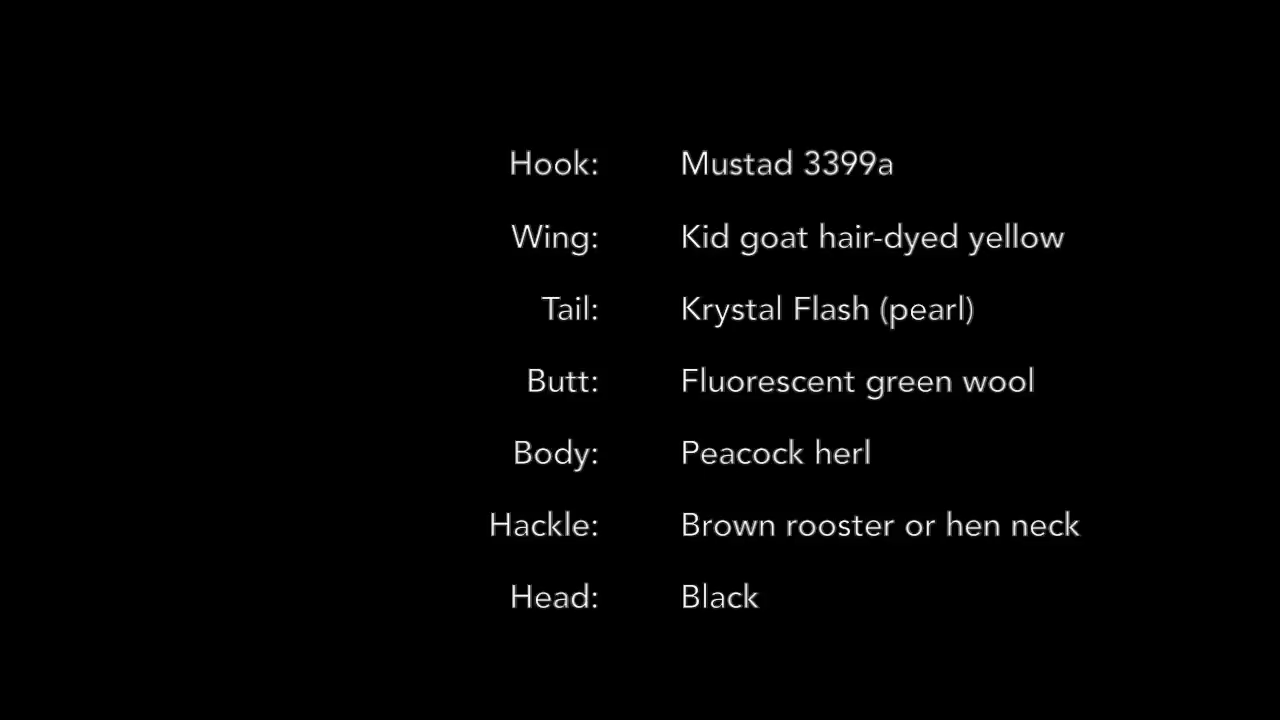 Hook: Mustad 3399a
Wing: Kid goat hair-dyed yellow
Tail: Krystal Flash (pearl)
Butt: Fluorescent green wool
Body: Peacock herl
Hackle: Brown rooster or hen neck
Head: Black